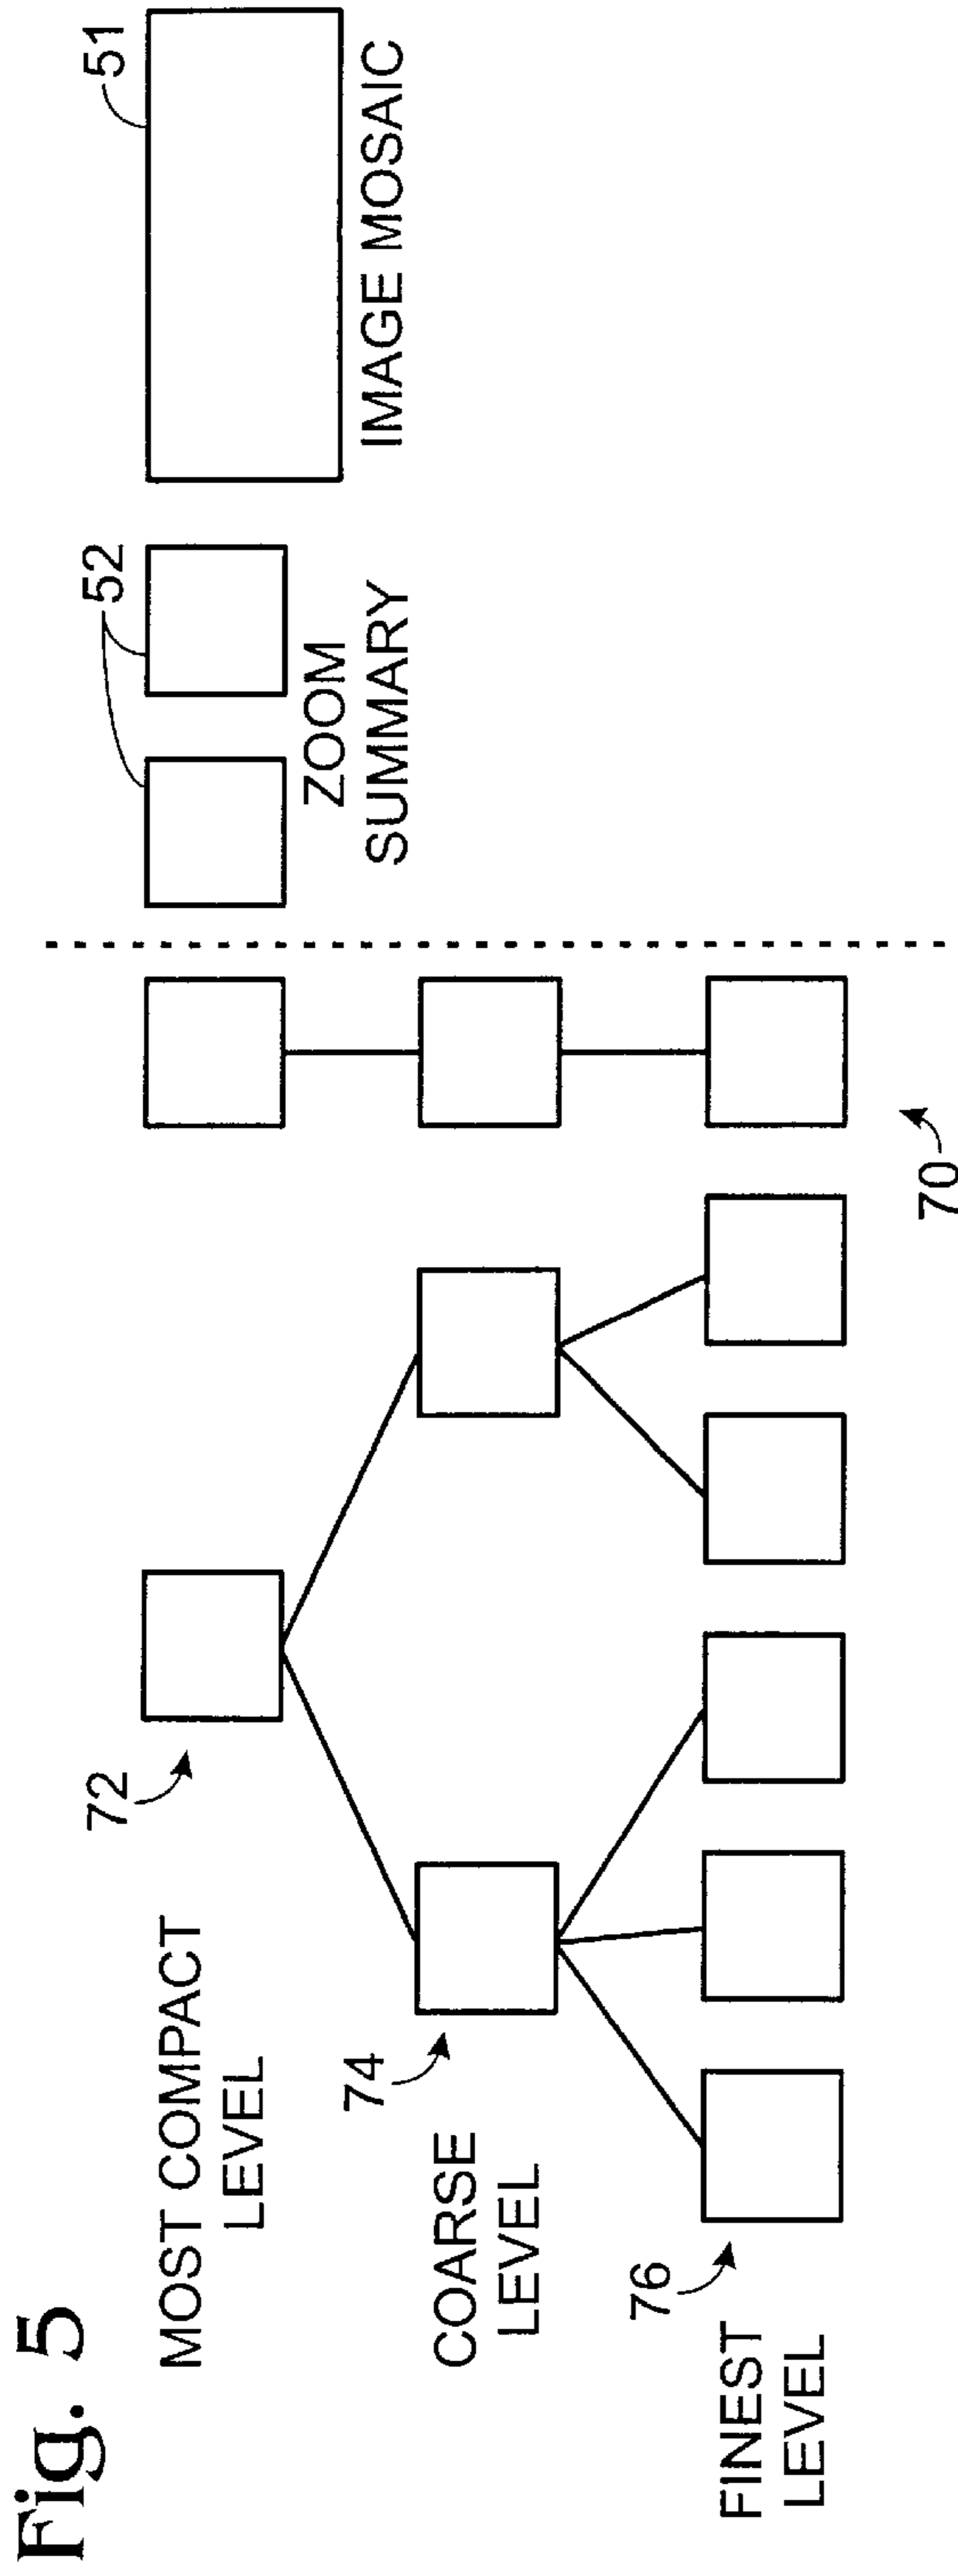 Fig. 5
MOST COMPACT
LEVEL
72
COARSE
LEVEL
74
FINEST
LEVEL
76
70
52
ZOOM
SUMMARY
51
IMAGE MOSAIC